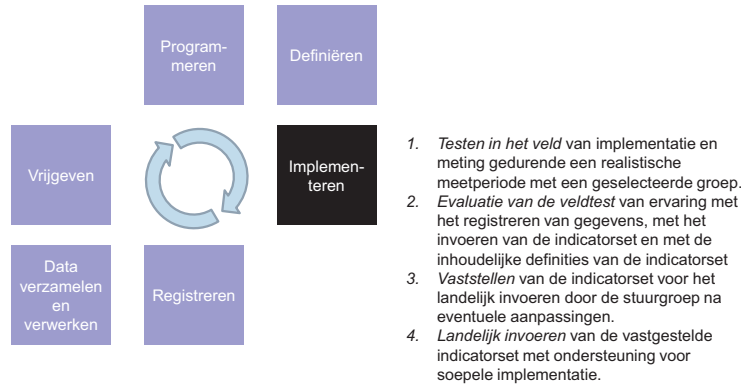 Program-
meren
Definiëren
Vrijgeven
Implemen-
teren
Data
verzamelen
en
verwerken
Registreren
1. Testen in het veld van implementatie en
meting gedurende een realistische
meetperiode met een geselecteerde groep.
2. Evaluatie van de veldtest van ervaring met
het registreren van gegevens, met het
invoeren van de indicatorset en met de
inhoudelijke definities van de indicatorset
3. Vaststellen van de indicatorset voor het
landelijk invoeren door de stuurgroep na
eventuele aanpassingen.
4. Landelijk invoeren van de vastgestelde
indicatorset met ondersteuning voor
soepele implementatie.